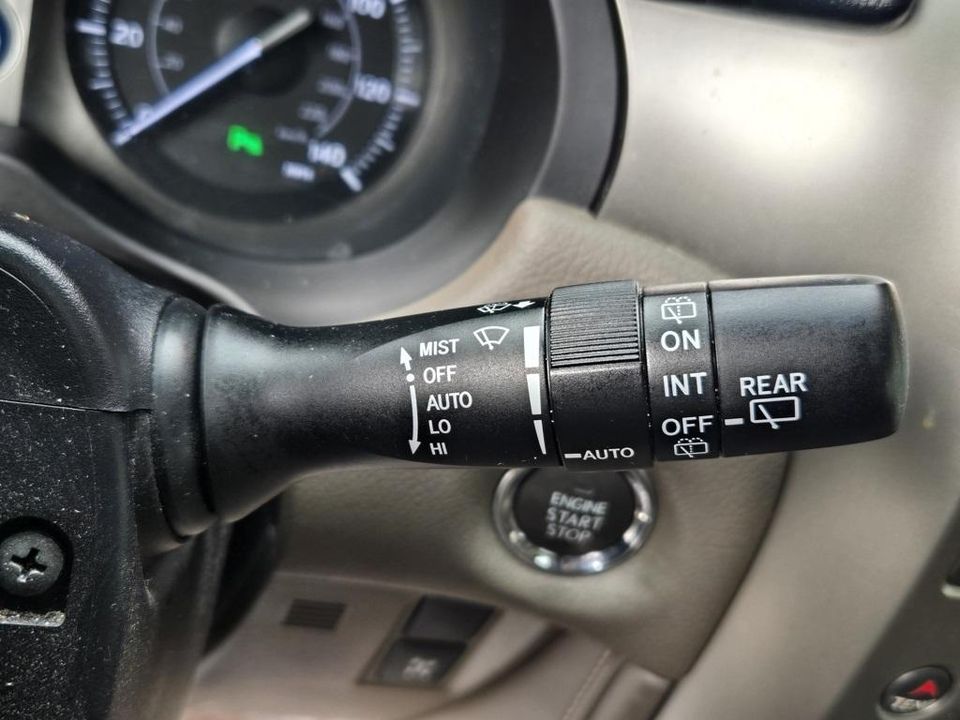 20
100
120
140
MIST
OFF
AUTO
LO
HI
AUTO
ON
INT
OFF
REAR
ENGINE
START
STOP